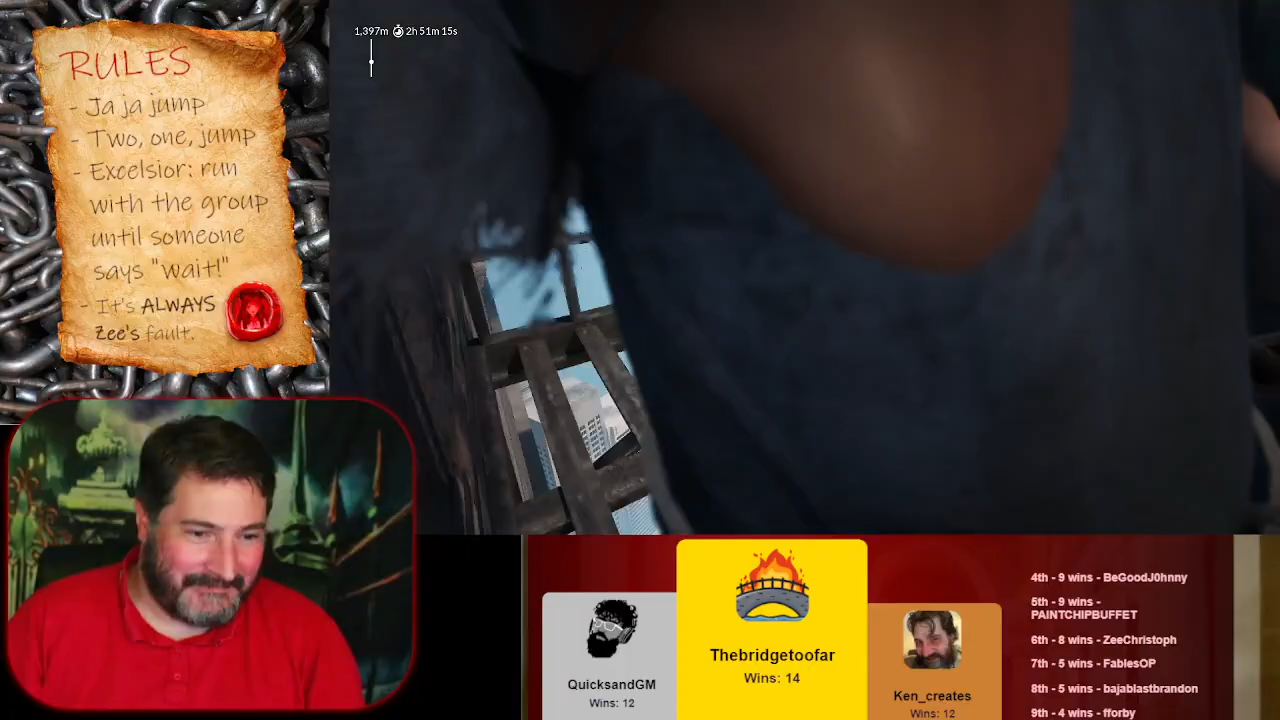 1,397m 2h 51m 15s
RULES
- Ja ja jump
- Two, one, jump
- Excelsior: run
with the group
until someone
says "wait!"
- It's ALWAYS
Zee's fault.
QuicksandGM
Wins: 12
Thebridgetoofar
Wins: 14
Ken_creates
Wins: 12
4th - 9 wins - BeGoodJ0hnny
5th - 9 wins -
PAINTCHIPBUFFET
6th - 8 wins - ZeeChristoph
7th - 5 wins - FablesOP
8th - 5 wins - bajablastbrandon
9th - 4 wins - fforby